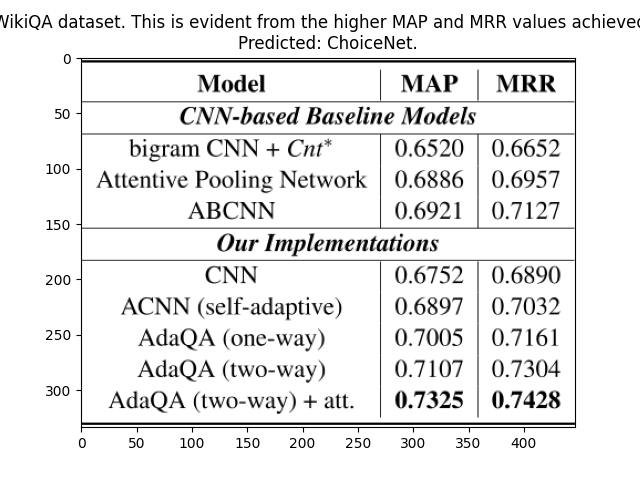 WikiQA dataset. This is evident from the higher MAP and MRR values achieved
Predicted: ChoiceNet.
Model MAP MRR
CNN-based Baseline Models
bigram CNN + Cnt* 0.6520 0.6652
Attentive Pooling Network 0.6886 0.6957
ABCNN 0.6921 0.7127
Our Implementations
CNN 0.6752 0.6890
ACNN (self-adaptive) 0.6897 0.7032
AdaQA (one-way) 0.7005 0.7161
AdaQA (two-way) 0.7107 0.7304
AdaQA (two-way) + att. 0.7325 0.7428
0
50
100
150
200
250
300
0 50 100 150 200 250 300 350 400